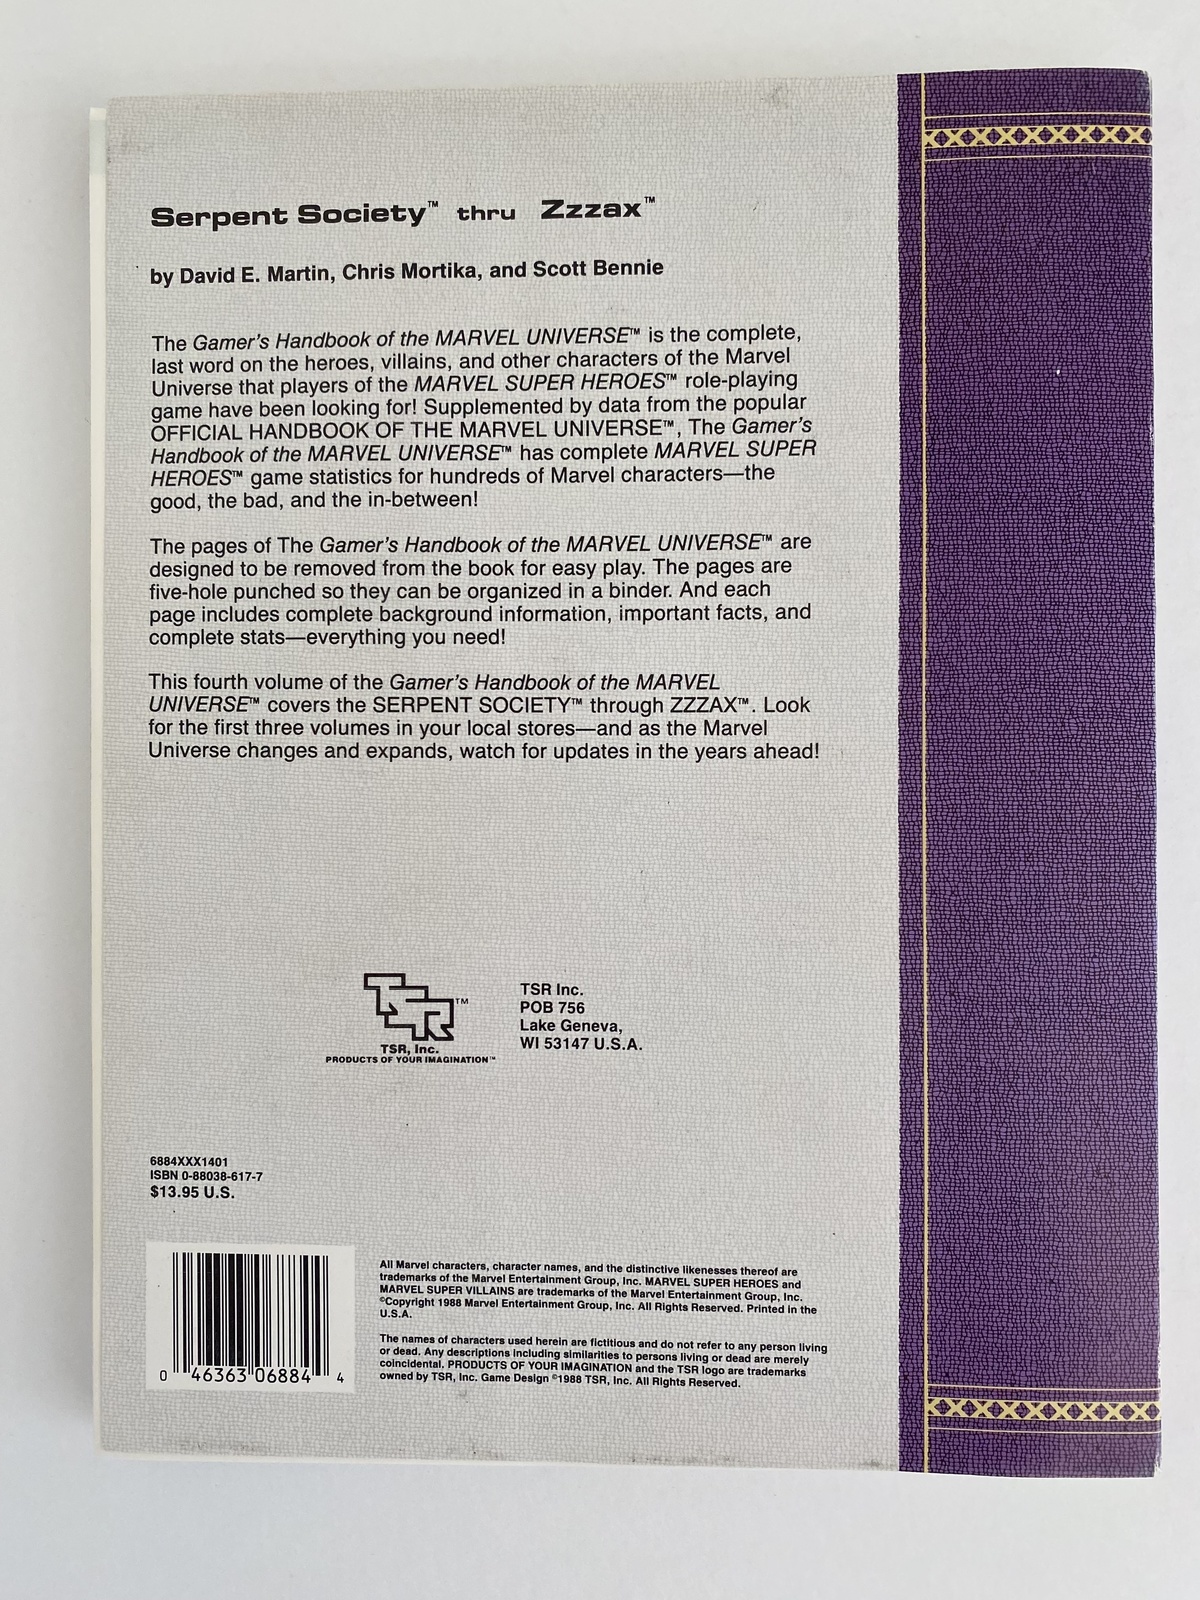 Serpent Society™ thru Zzzax™
by David E. Martin, Chris Mortika, and Scott Bennie
The Gamer's Handbook of the MARVEL UNIVERSE™ is the complete,
last word on the heroes, villains, and other characters of the Marvel
Universe that players of the MARVEL SUPER HEROES™ role-playing
game have been looking for! Supplemented by data from the popular
OFFICIAL HANDBOOK OF THE MARVEL UNIVERSE™, The Gamer's
Handbook of the MARVEL UNIVERSE™ has complete MARVEL SUPER
HEROES™ game statistics for hundreds of Marvel characters—the
good, the bad, and the in-between!
The pages of The Gamer's Handbook of the MARVEL UNIVERSE™ are
designed to be removed from the book for easy play. The pages are
five-hole punched so they can be organized in a binder. And each
page includes complete background information, important facts, and
complete stats—everything you need!
This fourth volume of the Gamer's Handbook of the MARVEL
UNIVERSE™ covers the SERPENT SOCIETY™ through ZZZAX™. Look
for the first three volumes in your local stores—and as the Marvel
Universe changes and expands, watch for updates in the years ahead!
TSR™
TSR, Inc.
PRODUCTS OF YOUR IMAGINATION™
TSR Inc.
POB 756
Lake Geneva,
WI 53147 U.S.A.
6884XXX1401
ISBN 0-88038-617-7
$13.95 U.S.
0 46363 06884 4
All Marvel characters, character names, and the distinctive likenesses thereof are
trademarks of the Marvel Entertainment Group, Inc. MARVEL SUPER HEROES and
MARVEL SUPER VILLAINS are trademarks of the Marvel Entertainment Group, Inc.
©Copyright 1988 Marvel Entertainment Group, Inc. All Rights Reserved. Printed in the
U.S.A.
The names of characters used herein are fictitious and do not refer to any person living
or dead. Any descriptions including similarities to persons living or dead are merely
coincidental. PRODUCTS OF YOUR IMAGINATION and the TSR logo are trademarks
owned by TSR, Inc. Game Design ©1988 TSR, Inc. All Rights Reserved.